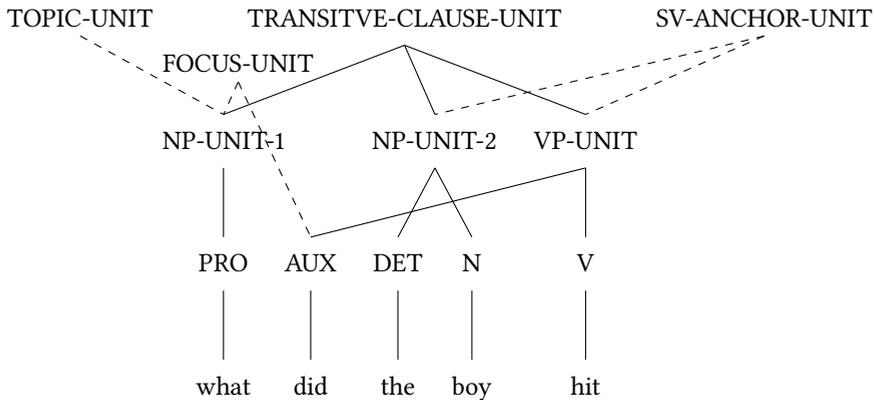 TOPIC-UNIT TRANSITVE-CLAUSE-UNIT SV-ANCHOR-UNIT
FOCUS-UNIT
NP-UNIT-1 NP-UNIT-2 VP-UNIT
PRO AUX DET N V
what did the boy hit